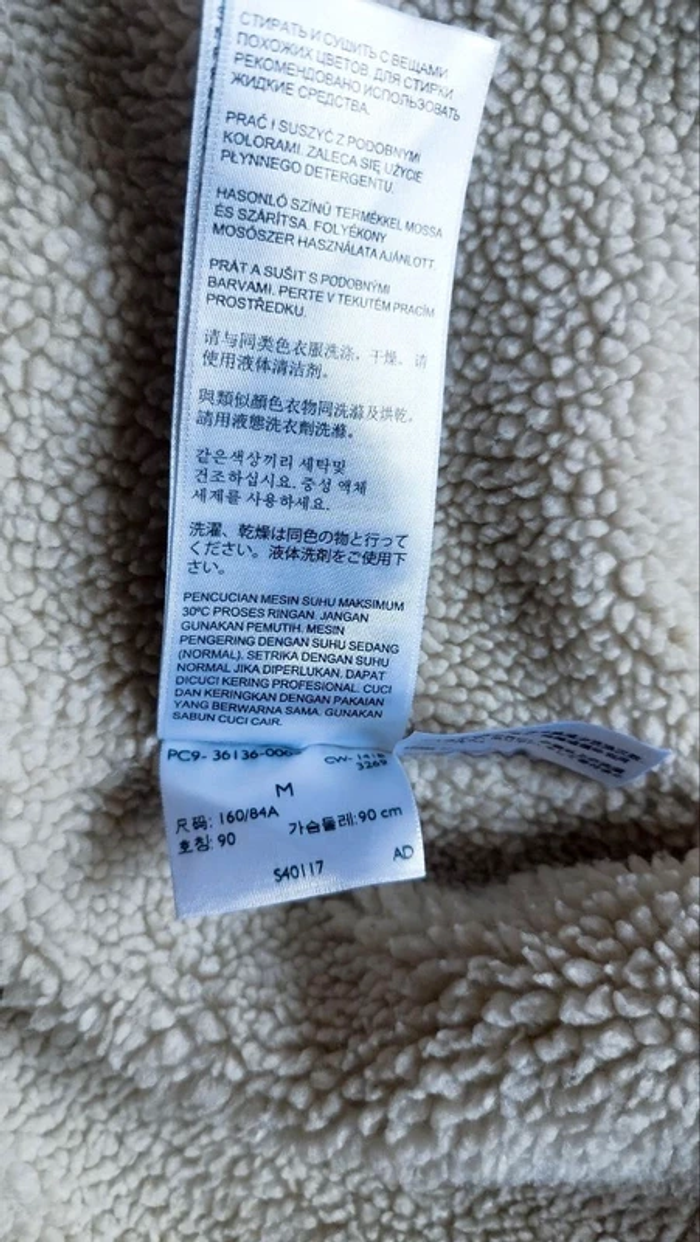 СТИРАТЬ И СУШИТЬ С ВЕЩАМИ
ПОХОЖИХ ЦВЕТОВ. ДЛЯ СТИРКИ
РЕКОМЕНДОВАНО ИСПОЛЬЗОВАТЬ
ЖИДКИЕ СРЕДСТВА.
PRAĆ I SUSZYĆ Z PODOBNYMI
KOLORAMI. ZALECA SIĘ UŻYCIE
PŁYNNEGO DETERGENTU.
HASONLÓ SZÍNŰ TERMÉKKEL MOSSA
ÉS SZÁRÍTSA. FOLYÉKONY
MOSÓSZER HASZNÁLATA AJÁNLOTT.
PRÁT A SUŠIT S PODOBNÝMI
BARVAMI. PERTE V TEKUTÉM PRACÍM
PROSTŘEDKU.
请与同类色衣服洗涤、干燥。请
使用液体清洁剂。
與類似顏色衣物同洗滌及烘乾。
請用液態洗衣劑洗滌。
같은색상끼리 세탁및
건조하십시요. 중성 액체
세제를 사용하세요.
洗濯、乾燥は同色の物と行って
ください。液体洗剤をご使用下
さい。
PENCUCIAN MESIN SUHU MAKSIMUM
30ºC PROSES RINGAN. JANGAN
GUNAKAN PEMUTIH. MESIN
PENGERING DENGAN SUHU SEDANG
(NORMAL). SETRIKA DENGAN SUHU
NORMAL JIKA DIPERLUKAN. DAPAT
DICUCI KERING PROFESIONAL. CUCI
DAN KERINGKAN DENGAN PAKAIAN
YANG BERWARNA SAMA. GUNAKAN
SABUN CUCI CAIR.
PC9- 36136-
CW-
3269
M
尺码: 160/84A
호칭: 90
가슴둘레:90 cm
S40117
AD